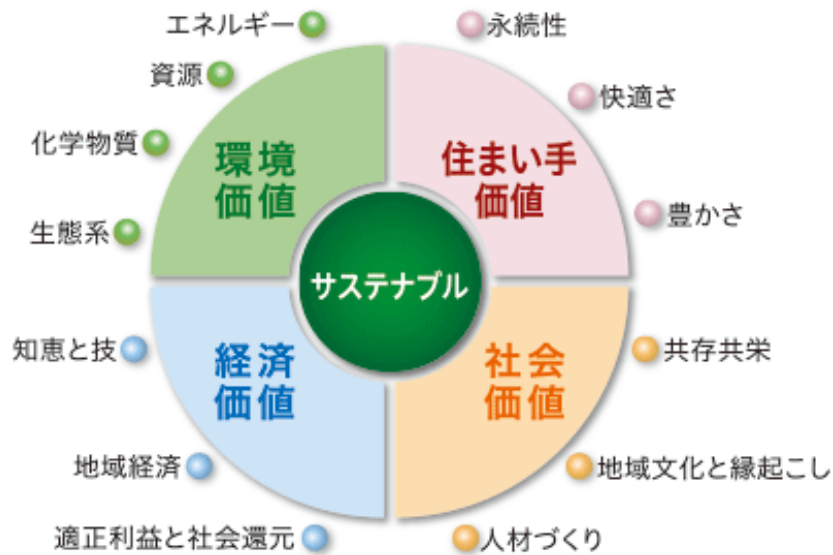 エネルギー
資源
化学物質
生態系
環境
価値
永続性
快適さ
豊かさ
住まい手
価値
サステナブル
知恵と技
地域経済
適正利益と社会還元
経済
価値
共存共栄
地域文化と縁起こし
人材づくり
社会
価値